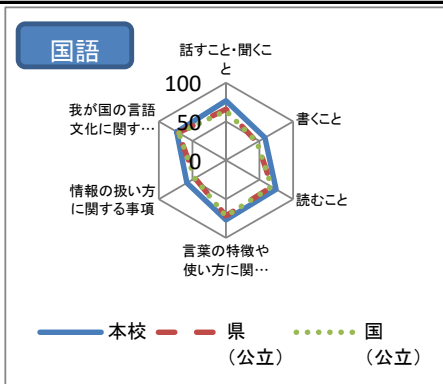 国語
話すこと・聞くこ
と
100
50
0
我が国の言語
文化に関す…
書くこと
情報の扱い方
に関する事項
読むこと
言葉の特徴や
使い方に関…
本校
県
（公立）
国
（公立）